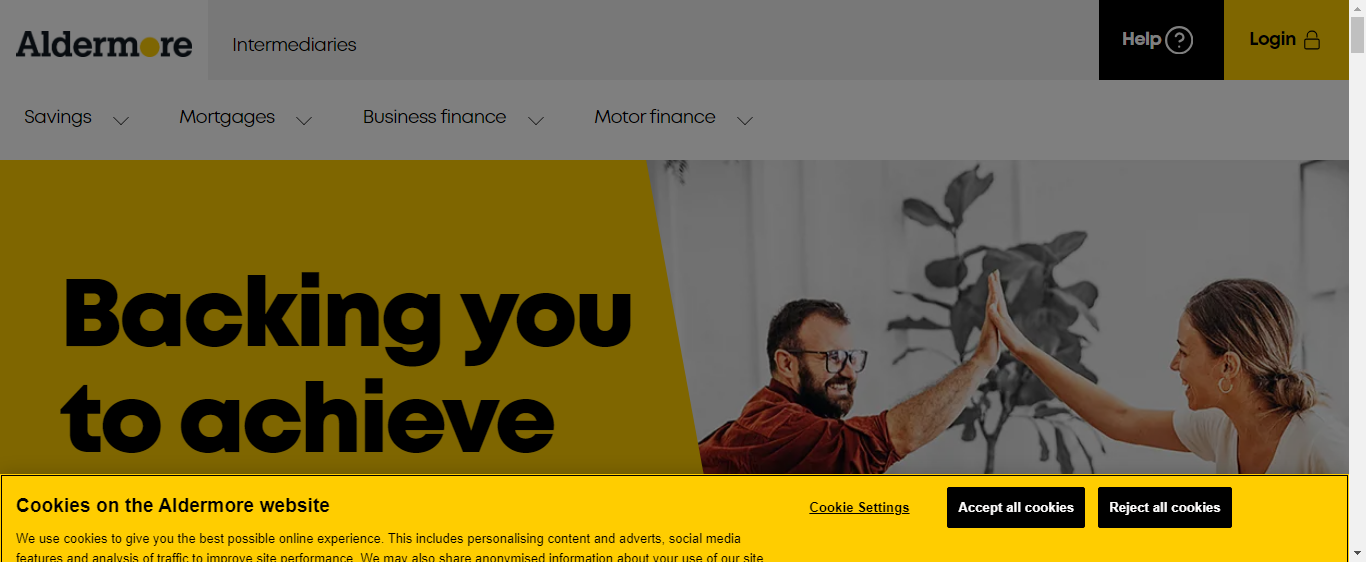 Aldermore
Intermediaries
Help
Login
Savings
Mortgages
Business finance
Motor finance
Backing you
to achieve
Cookies on the Aldermore website
Cookie Settings
Accept all cookies
Reject all cookies
We use cookies to give you the best possible online experience. This includes personalising content and adverts, social media
features and analysis of traffic to improve site performance. We may also share anonymised information about your use of our site